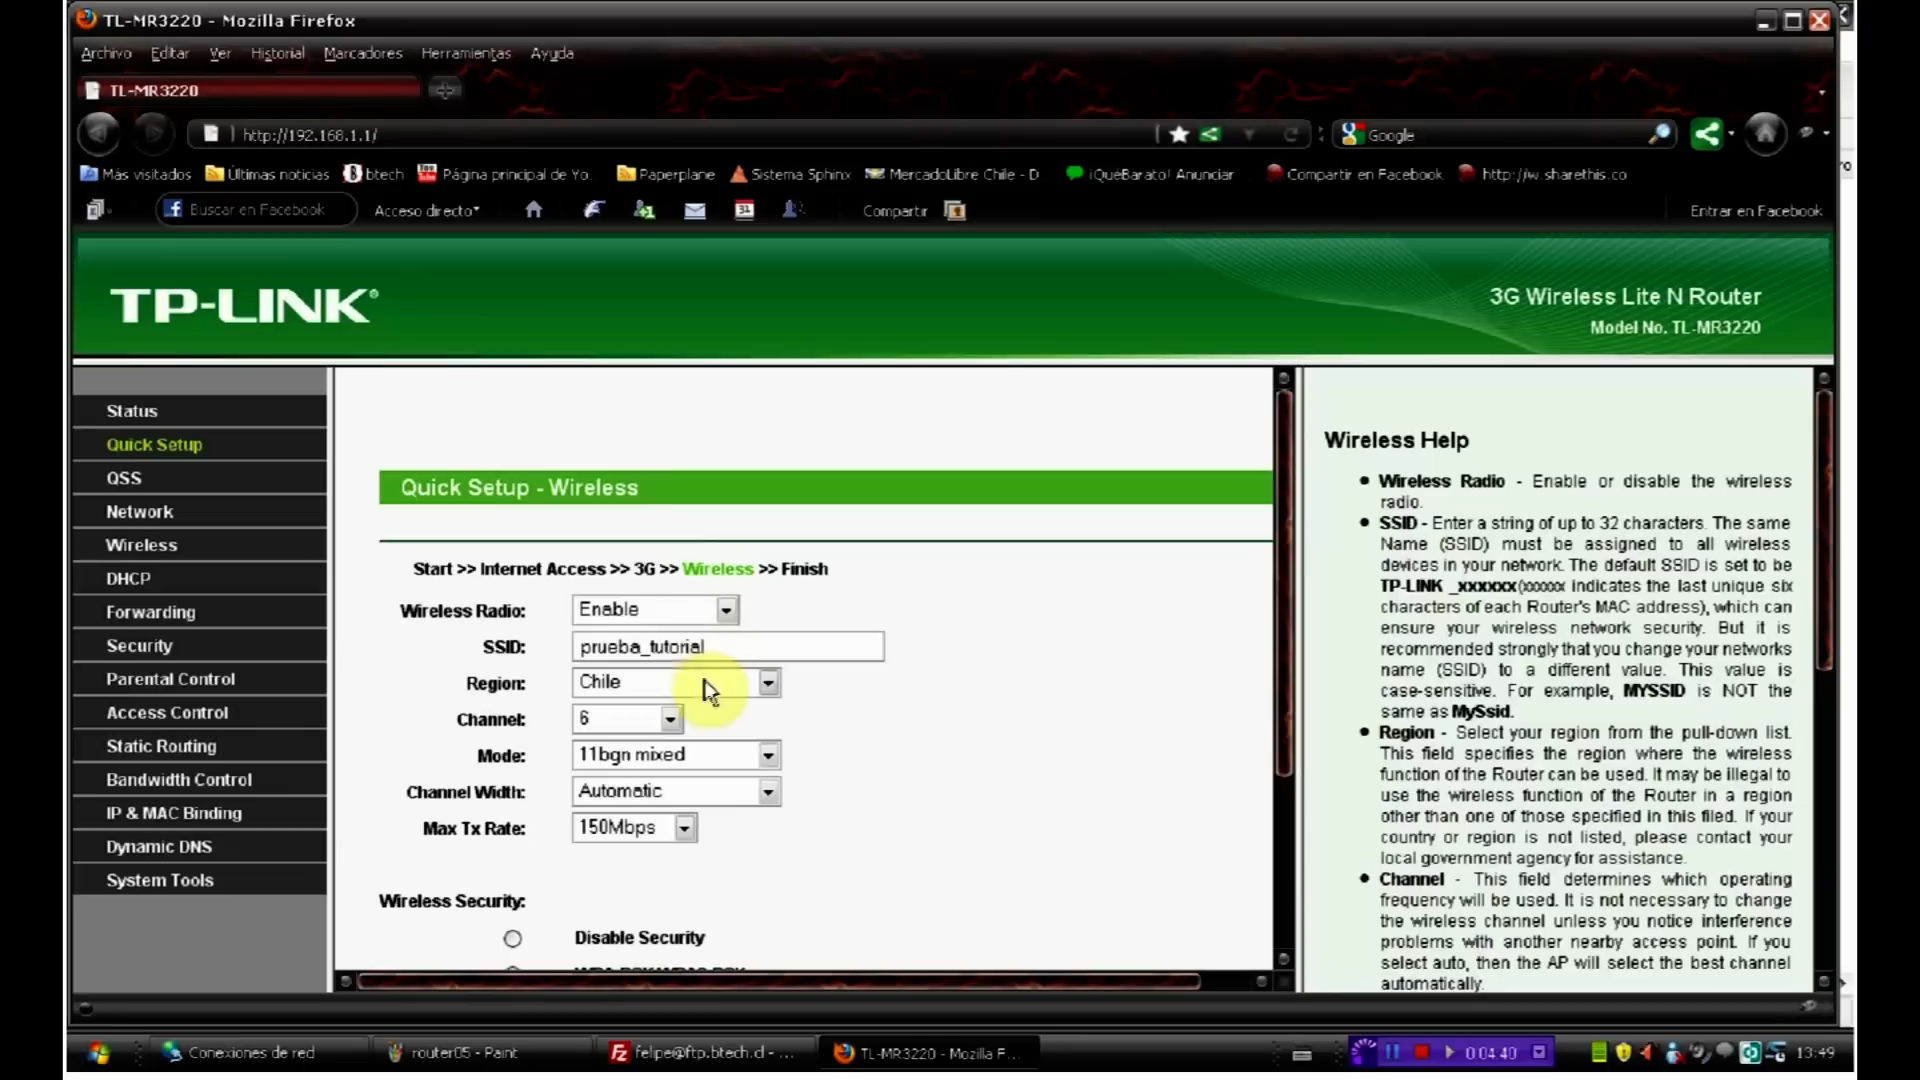 TL-MR3220 - Mozilla Firefox
Archivo Editar Ver Historial Marcadores Herramientas Ayuda
TL-MR3220
http://192.168.1.1/
Google
Más visitados Últimas noticias btech Página principal de Yo... Paperplane Sistema Sphinx MercadoLibre Chile - D ¡QuéBarato! Anunciar Compartir en Facebook http://w.sharethis.co
Buscar en Facebook Acceso directo Compartir Entrar en Facebook
TP-LINK®
3G Wireless Lite N Router
Model No. TL-MR3220
Status
Quick Setup
QSS
Network
Wireless
DHCP
Forwarding
Security
Parental Control
Access Control
Static Routing
Bandwidth Control
IP & MAC Binding
Dynamic DNS
System Tools
Quick Setup - Wireless
Start >> Internet Access >> 3G >> Wireless >> Finish
Wireless Radio: Enable
SSID: prueba_tutorial
Region: Chile
Channel: 6
Mode: 11bgn mixed
Channel Width: Automatic
Max Tx Rate: 150Mbps
Wireless Security:
Disable Security
Wireless Help
Wireless Radio - Enable or disable the wireless
radio.
SSID - Enter a string of up to 32 characters. The same
Name (SSID) must be assigned to all wireless
devices in your network. The default SSID is set to be
TP-LINK _xxxxxx(xxxxxx indicates the last unique six
characters of each Router's MAC address), which can
ensure your wireless network security. But it is
recommended strongly that you change your networks
name (SSID) to a different value. This value is
case-sensitive. For example, MYSSID is NOT the
same as MySsid.
Region - Select your region from the pull-down list.
This field specifies the region where the wireless
function of the Router can be used. It may be illegal to
use the wireless function of the Router in a region
other than one of those specified in this filed. If your
country or region is not listed, please contact your
local government agency for assistance.
Channel - This field determines which operating
frequency will be used. It is not necessary to change
the wireless channel unless you notice interference
problems with another nearby access point. If you
select auto, then the AP will select the best channel
automatically.
Conexiones de red router05 - Paint felipe@ftp.btech.cl - ... TL-MR3220 - Mozilla F... 0:04:40 13:49